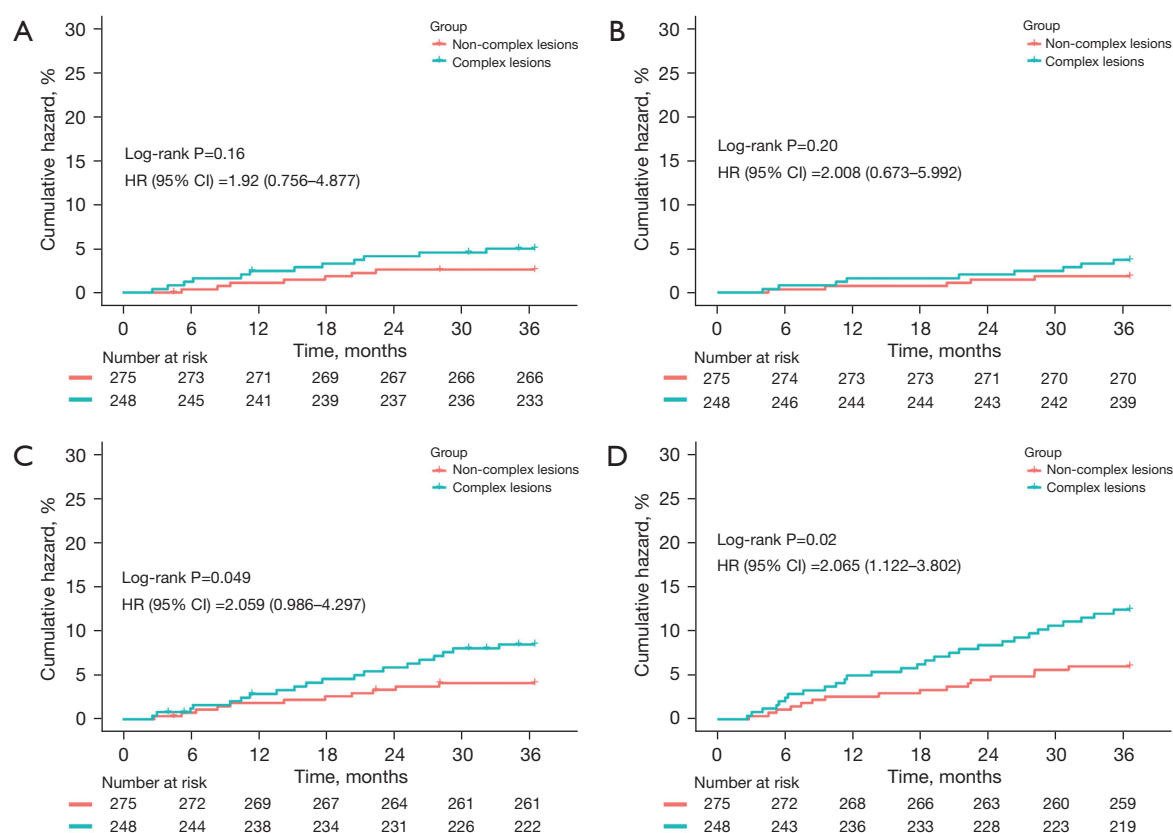 A
Cumulative hazard, %
30
25
20
15
10
5
0
Group
Non-complex lesions
Complex lesions
Log-rank P=0.16
HR (95% CI) =1.92 (0.756–4.877)
0 6 12 18 24 30 36
Time, months
Number at risk
275 273 271 269 267 266 266
248 245 241 239 237 236 233
B
Cumulative hazard, %
30
25
20
15
10
5
0
Group
Non-complex lesions
Complex lesions
Log-rank P=0.20
HR (95% CI) =2.008 (0.673–5.992)
0 6 12 18 24 30 36
Time, months
Number at risk
275 274 273 273 271 270 270
248 246 244 244 243 242 239
C
Cumulative hazard, %
30
25
20
15
10
5
0
Group
Non-complex lesions
Complex lesions
Log-rank P=0.049
HR (95% CI) =2.059 (0.986–4.297)
0 6 12 18 24 30 36
Time, months
Number at risk
275 272 269 267 264 261 261
248 244 238 234 231 226 222
D
Cumulative hazard, %
30
25
20
15
10
5
0
Group
Non-complex lesions
Complex lesions
Log-rank P=0.02
HR (95% CI) =2.065 (1.122–3.802)
0 6 12 18 24 30 36
Time, months
Number at risk
275 272 268 266 263 260 259
248 243 236 233 228 223 219